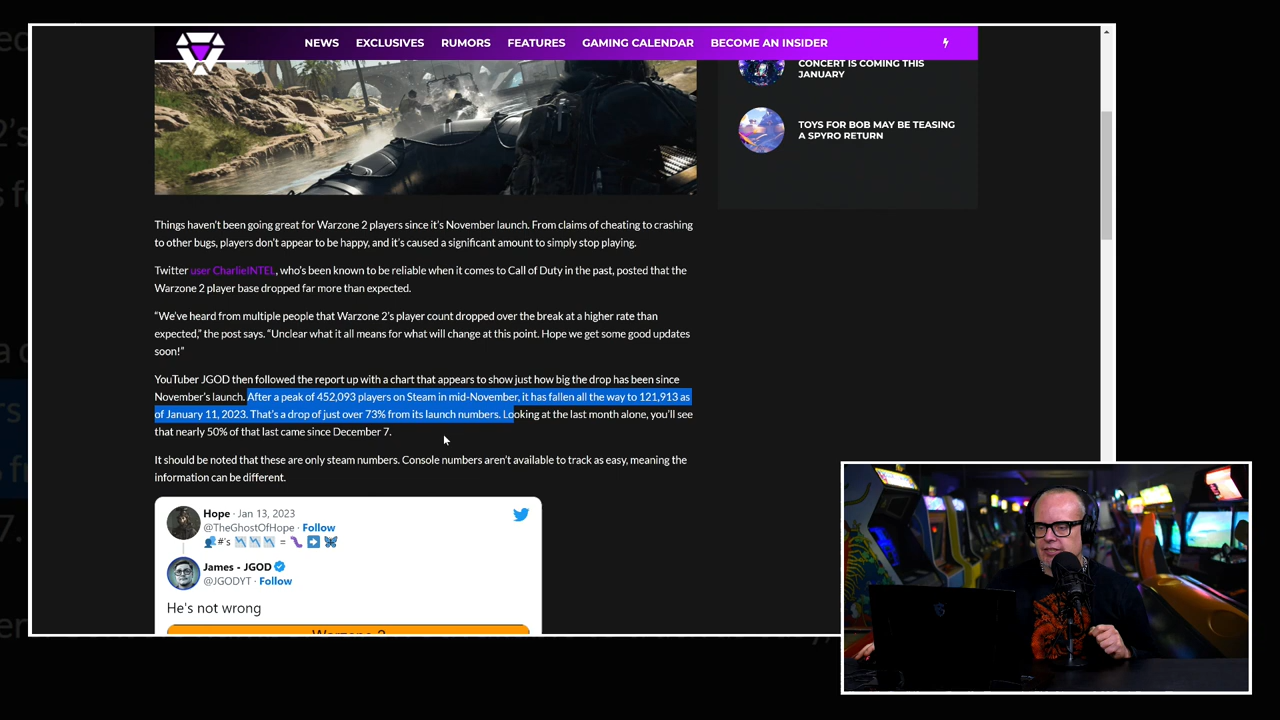 NEWS EXCLUSIVES RUMORS FEATURES GAMING CALENDAR BECOME AN INSIDER
CONCERT IS COMING THIS
JANUARY
TOYS FOR BOB MAY BE TEASING
A SPYRO RETURN
Things haven't been going great for Warzone 2 players since it's November launch. From claims of cheating to crashing
to other bugs, players don't appear to be happy, and it's caused a significant amount to simply stop playing.
Twitter user CharlieINTEL, who's been known to be reliable when it comes to Call of Duty in the past, posted that the
Warzone 2 player base dropped far more than expected.
“We've heard from multiple people that Warzone 2's player count dropped over the break at a higher rate than
expected,” the post says. “Unclear what it all means for what will change at this point. Hope we get some good updates
soon!”
YouTuber JGOD then followed the report up with a chart that appears to show just how big the drop has been since
November's launch. After a peak of 452,093 players on Steam in mid-November, it has fallen all the way to 121,913 as
of January 11, 2023. That's a drop of just over 73% from its launch numbers. Looking at the last month alone, you'll see
that nearly 50% of that last came since December 7.
It should be noted that these are only steam numbers. Console numbers aren't available to track as easy, meaning the
information can be different.
Hope · Jan 13, 2023
@TheGhostOfHope · Follow
#'s 📉📉📉 = 🐛 ➡️ 🦋
James - JGOD
@JGODYT · Follow
He's not wrong
Warzone 2